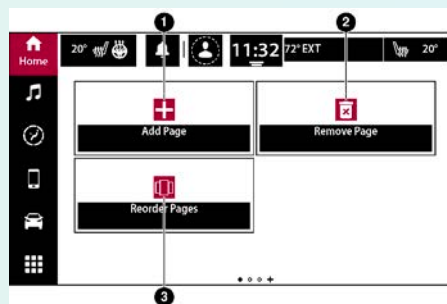 1
2
Home
20°
11:32
72° EXT
20°
Add Page
Remove Page
Reorder Pages
3